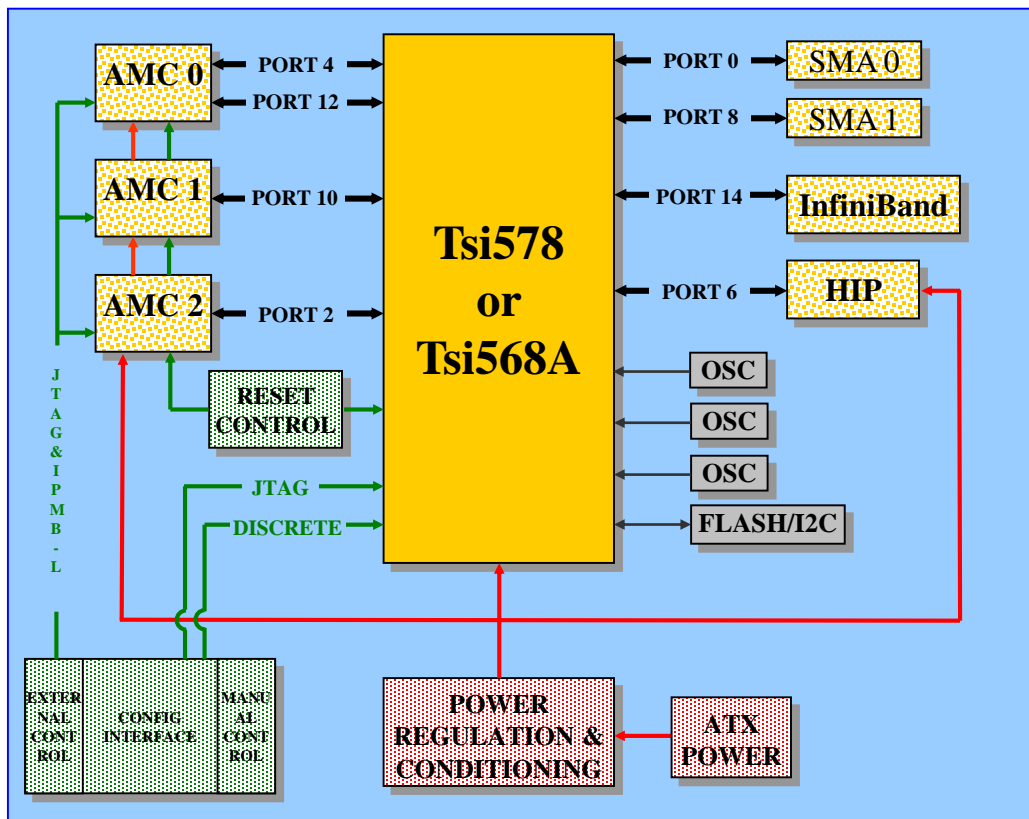 AMC 0
PORT 4
PORT 12
AMC 1
PORT 10
AMC 2
PORT 2
Tsi578
or
Tsi568A
PORT 0
SMA 0
PORT 8
SMA 1
PORT 14
InfiniBand
PORT 6
HIP
OSC
OSC
OSC
FLASH/I2C
RESET
CONTROL
JTAG
DISCRETE
J
T
A
G
&
I
P
M
B
-
L
EXTER
NAL
CONT
ROL
CONFIG
INTERFACE
MANU
AL
CONT
ROL
POWER
REGULATION &
CONDITIONING
ATX
POWER